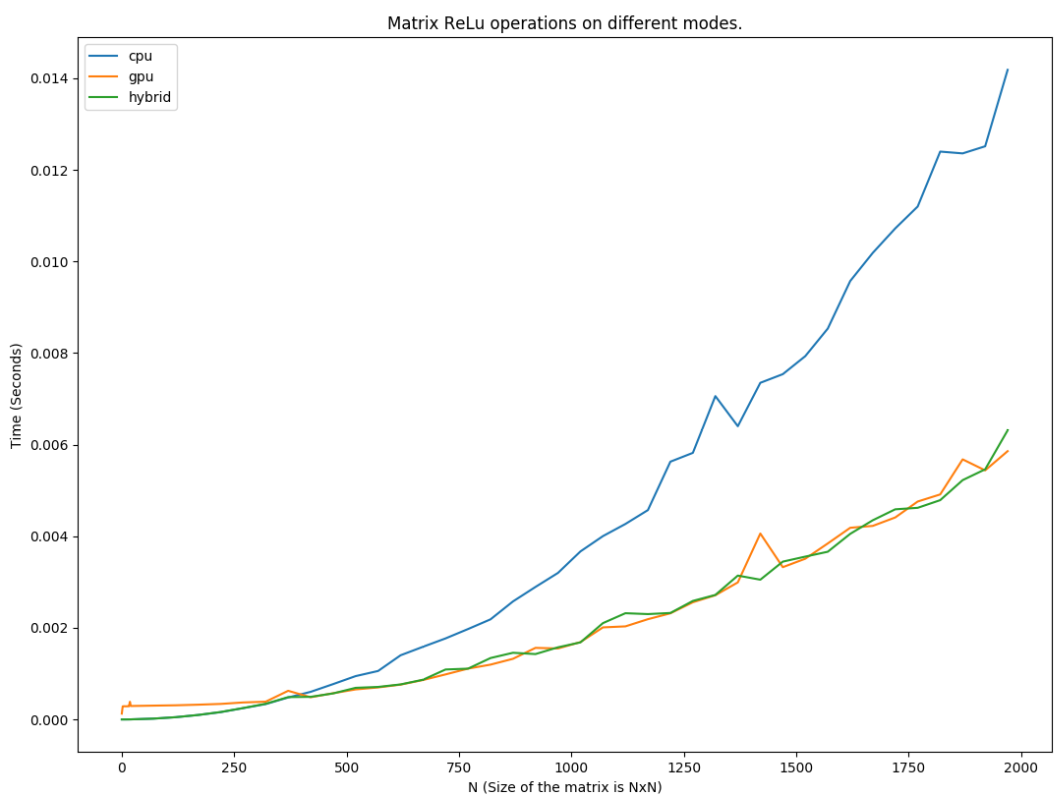 Matrix ReLu operations on different modes.
cpu
gpu
hybrid
0.014
0.012
0.010
0.008
0.006
0.004
0.002
0.000
Time (Seconds)
0 250 500 750 1000 1250 1500 1750 2000
N (Size of the matrix is NxN)